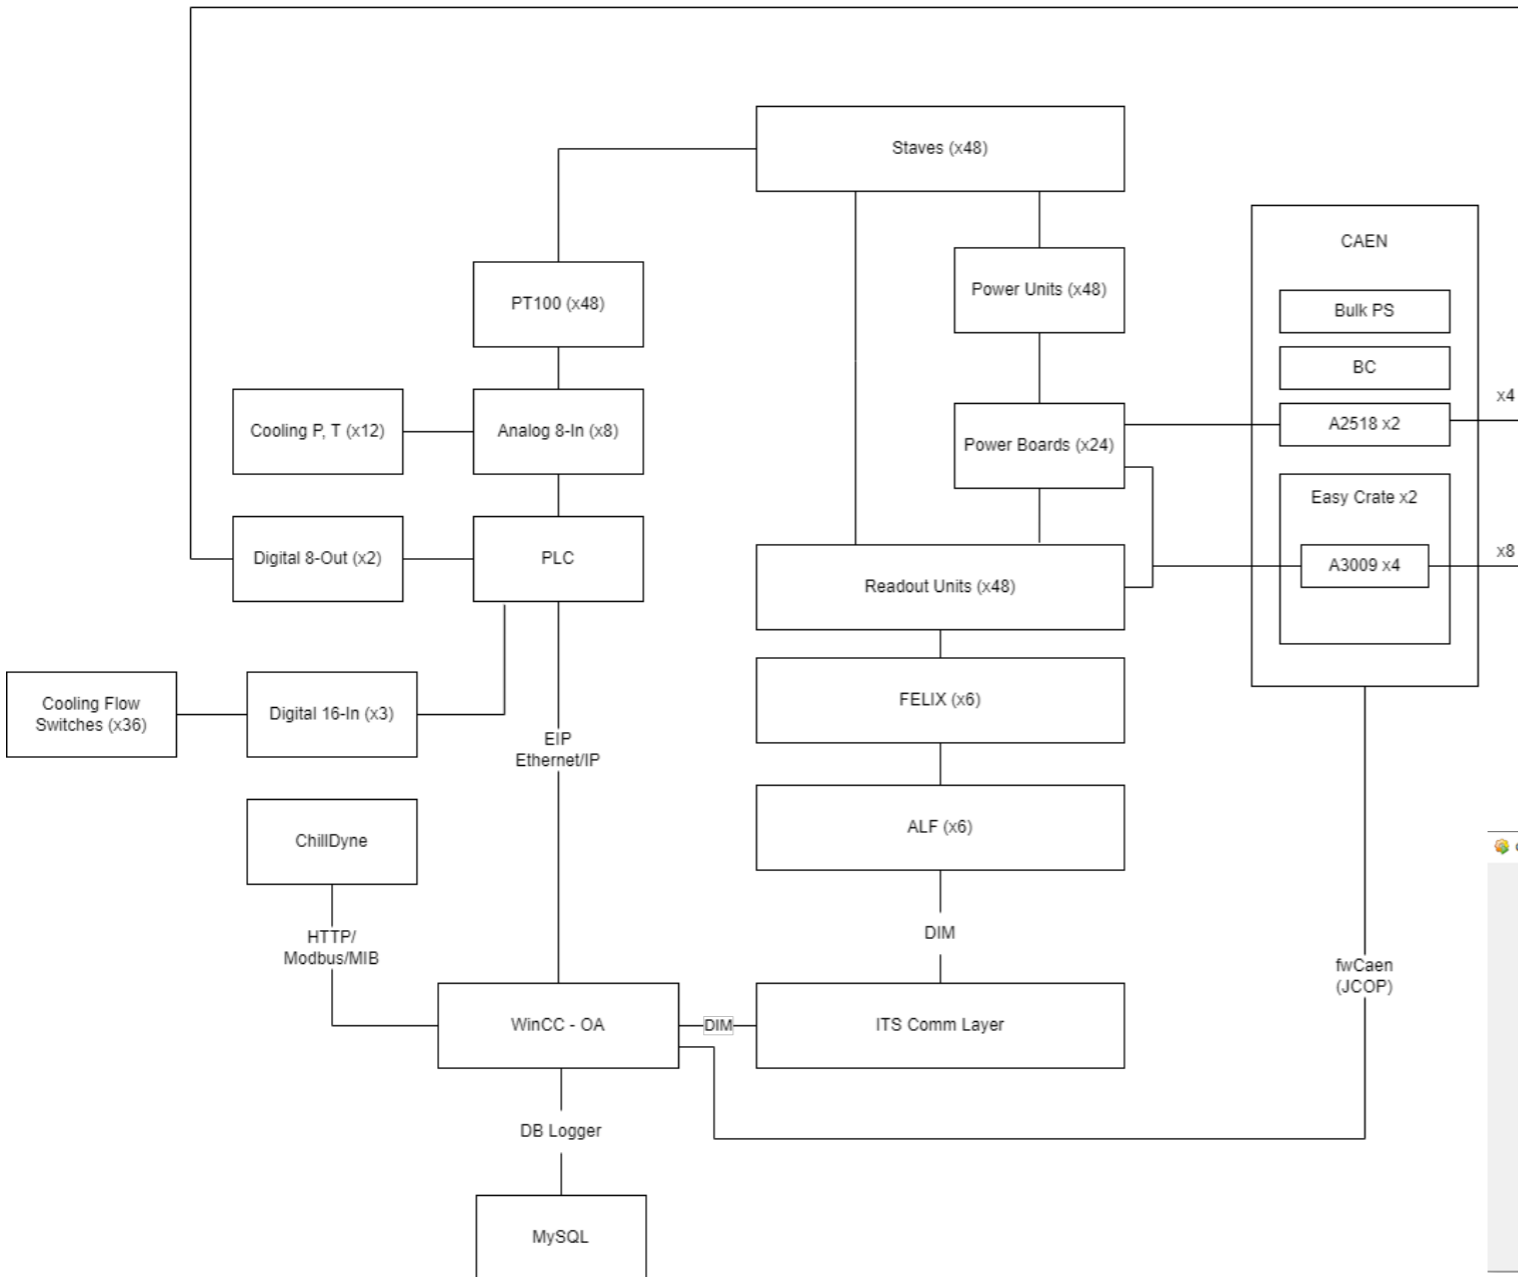 Staves (x48)
CAEN
PT100 (x48)
Power Units (x48)
Bulk PS
BC
x4
Cooling P, T (x12)
Analog 8-In (x8)
Power Boards (x24)
A2518 x2
Easy Crate x2
Digital 8-Out (x2)
PLC
A3009 x4
x8
Readout Units (x48)
Cooling Flow
Switches (x36)
Digital 16-In (x3)
FELIX (x6)
EIP
Ethernet/IP
ChillDyne
ALF (x6)
HTTP/
Modbus/MIB
DIM
fwCaen
(JCOP)
WinCC - OA
DIM
ITS Comm Layer
DB Logger
MySQL